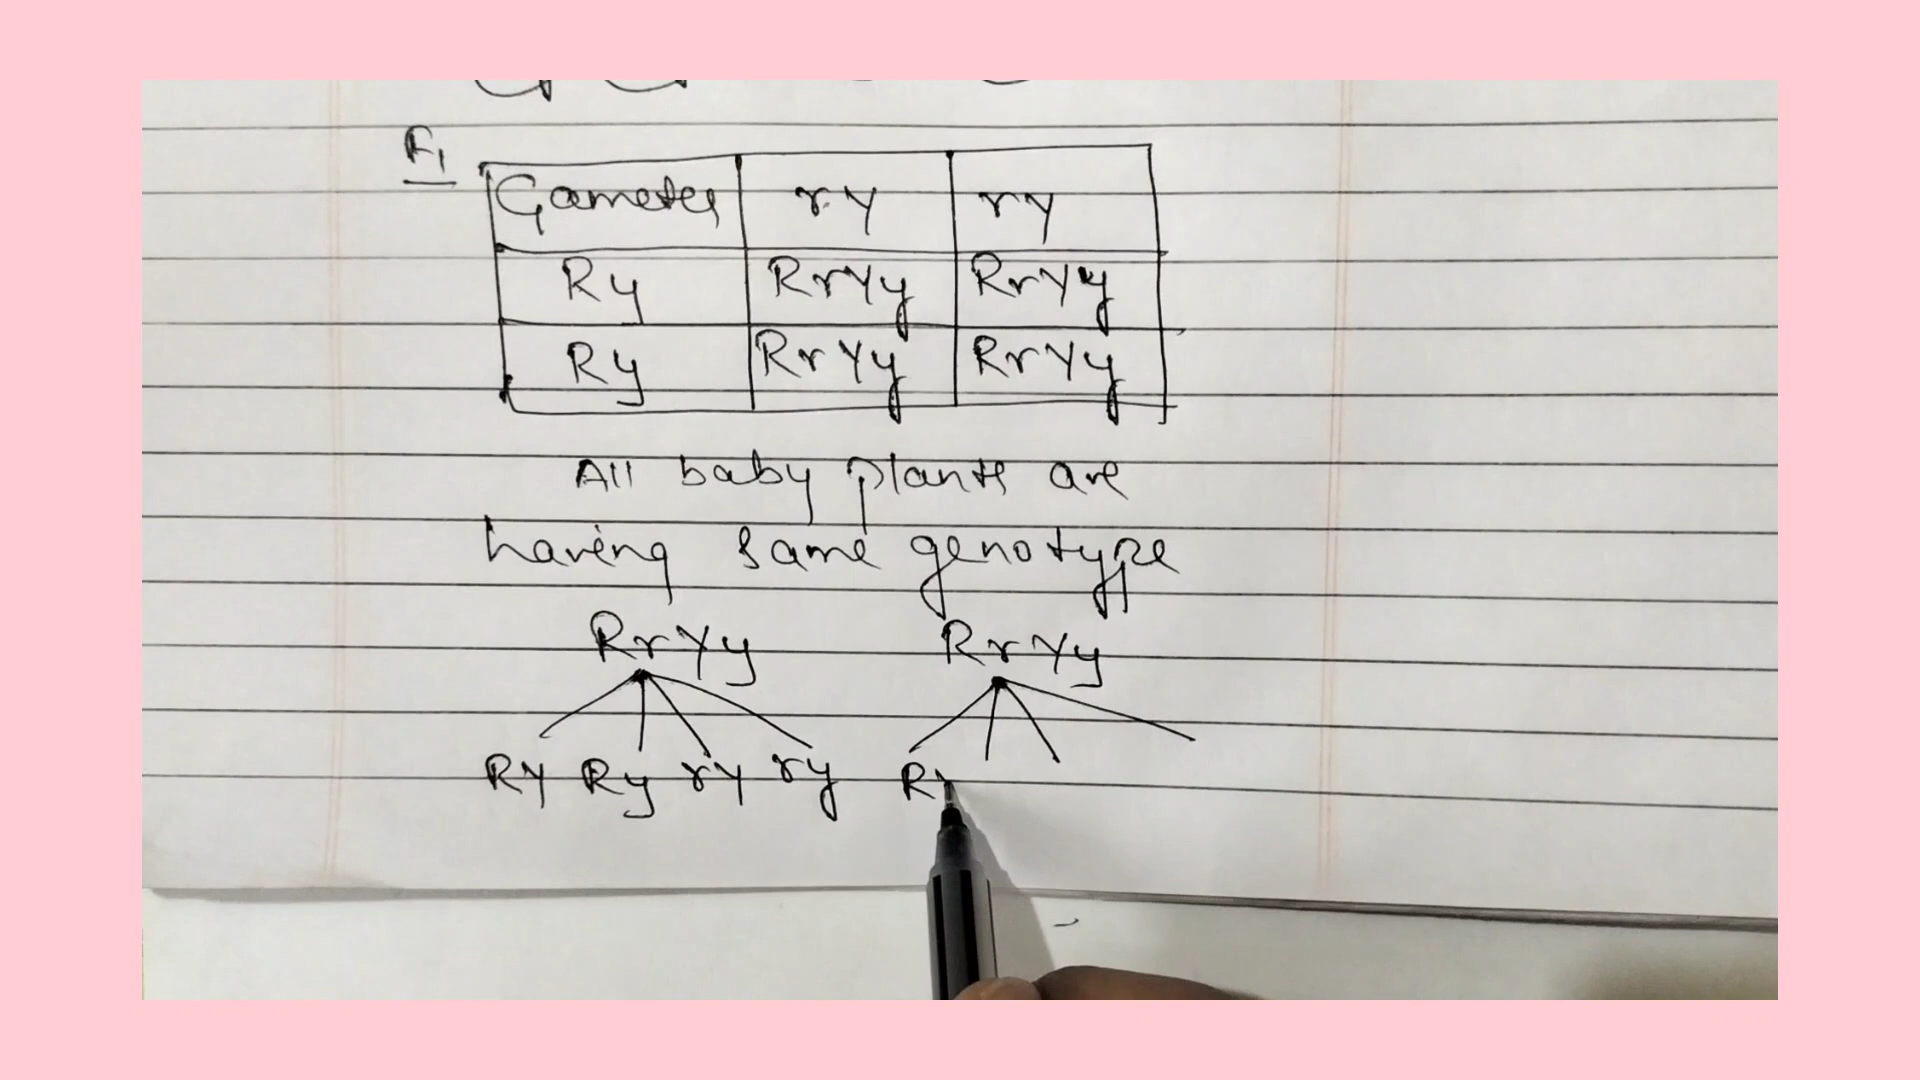 F1
Gametes rY rY
Ry RrYy RrYy
Ry RrYy RrYy
All baby plants are
having same genotype
RrYy RrYy
RY Ry rY ry RY